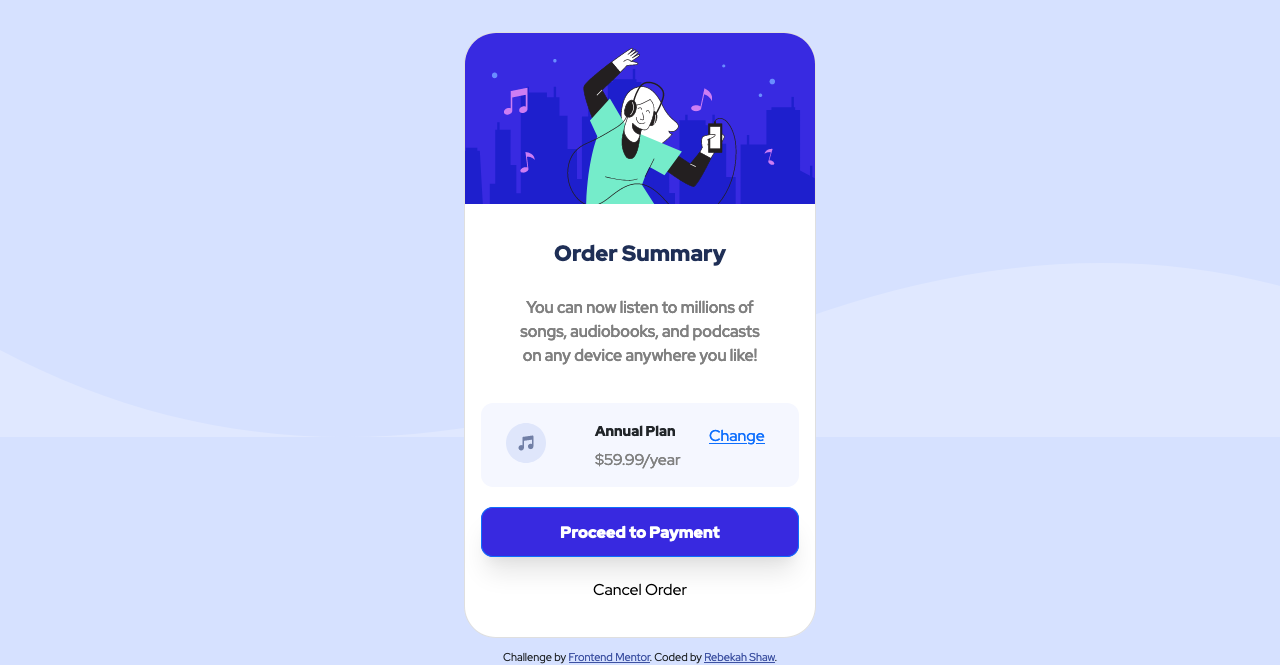 Order Summary
You can now listen to millions of
songs, audiobooks, and podcasts
on any device anywhere you like!
Annual Plan
$59.99/year
Change
Proceed to Payment
Cancel Order
Challenge by Frontend Mentor. Coded by Rebekah Shaw.